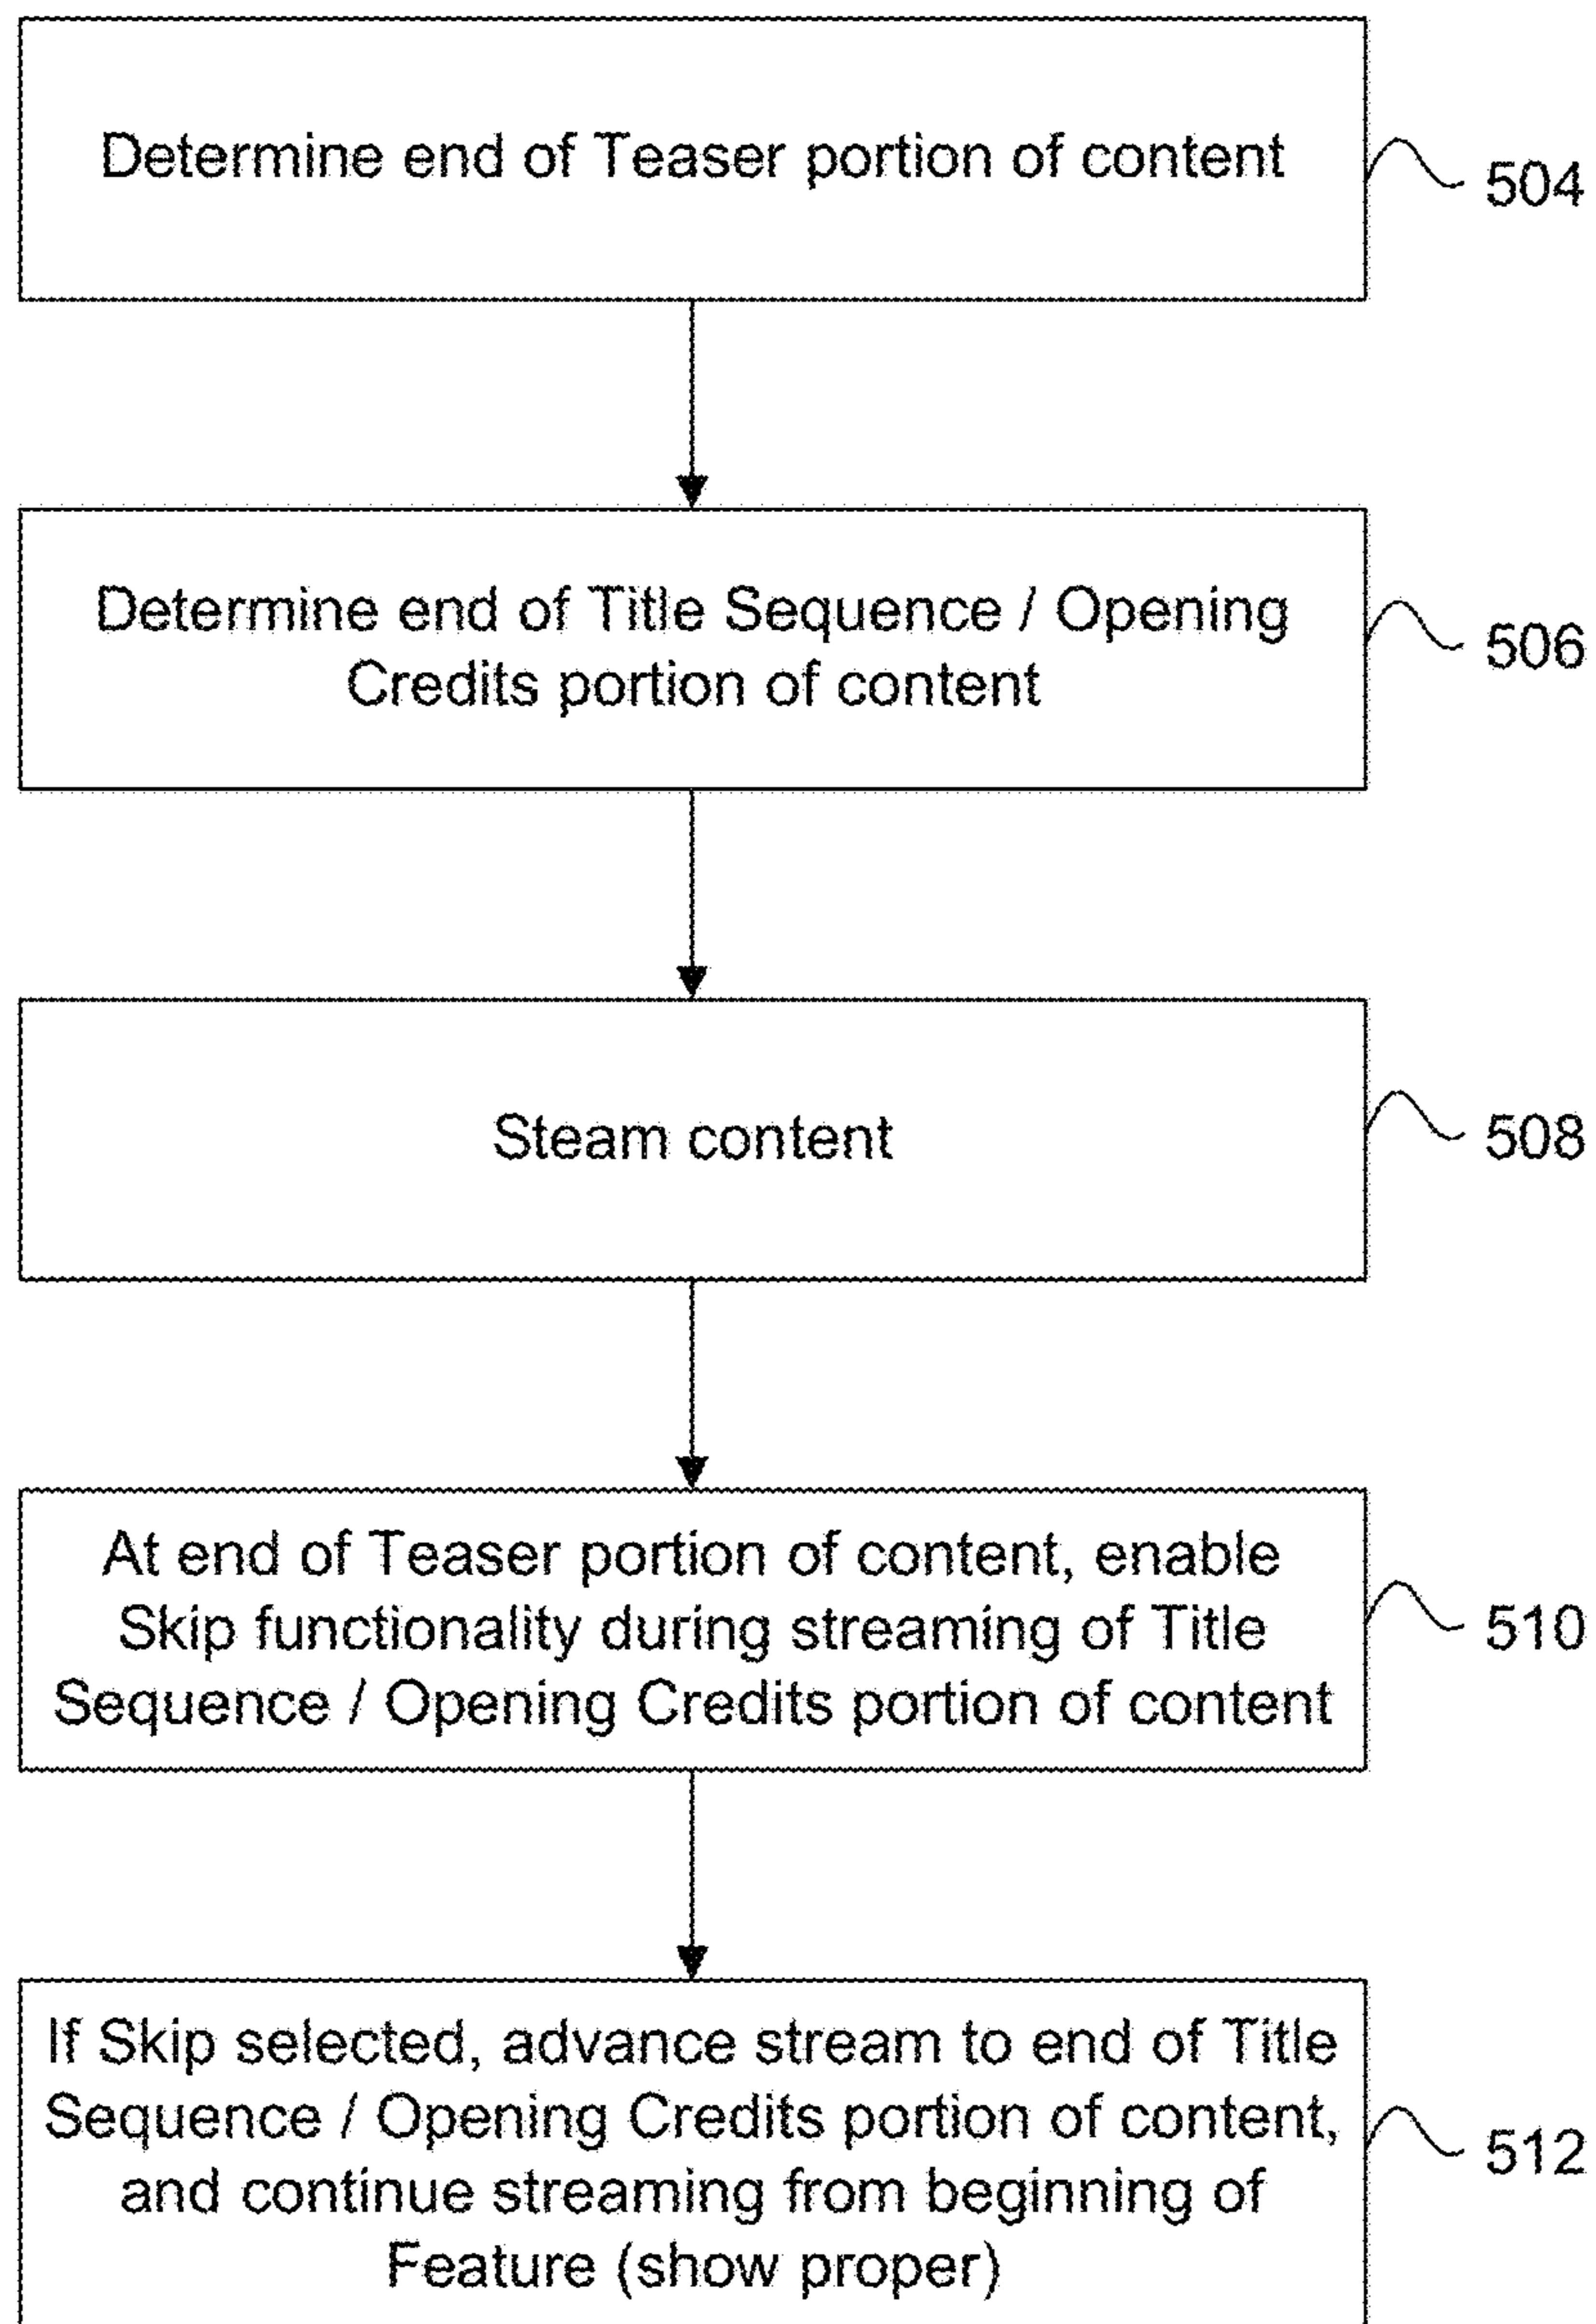 Determine end of Teaser portion of content
504
Determine end of Title Sequence / Opening
Credits portion of content
506
Steam content
508
At end of Teaser portion of content, enable
Skip functionality during streaming of Title
Sequence / Opening Credits portion of content
510
If Skip selected, advance stream to end of Title
Sequence / Opening Credits portion of content,
and continue streaming from beginning of
Feature (show proper)
512